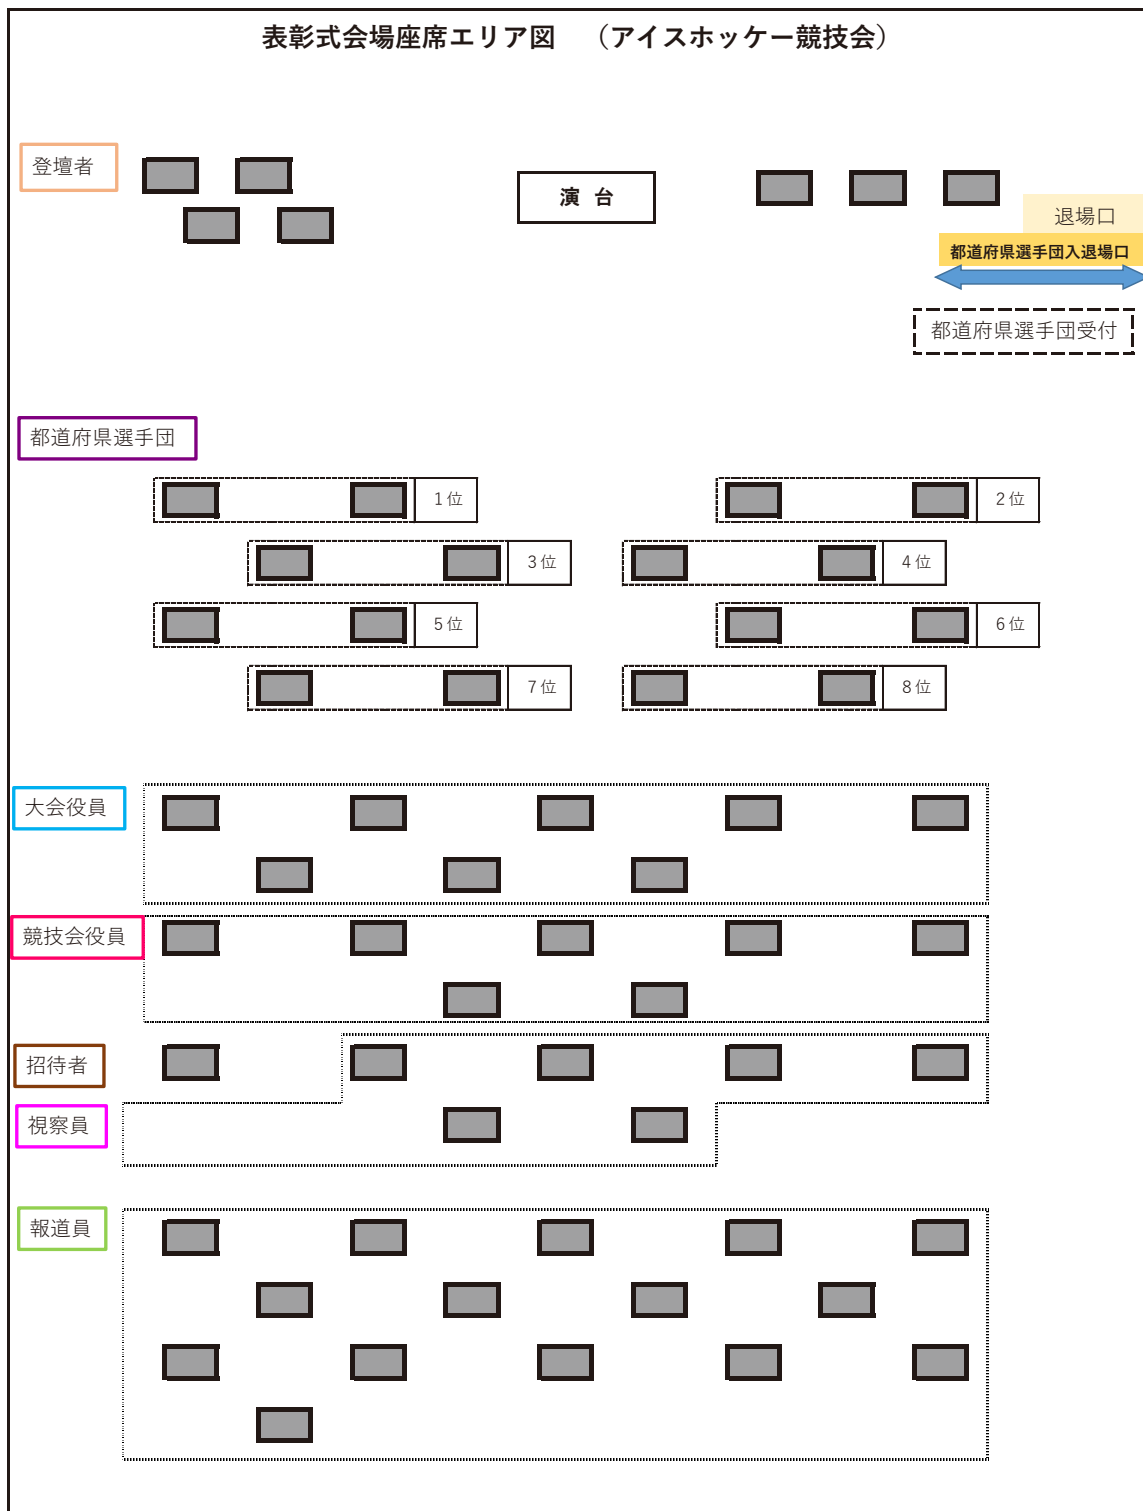 表彰式会場座席エリア図　（アイスホッケー競技会）
登壇者
演 台
退場口
都道府県選手団入退場口
都道府県選手団受付
都道府県選手団
1位
2位
3位
4位
5位
6位
7位
8位
大会役員
競技会役員
招待者
視察員
報道員